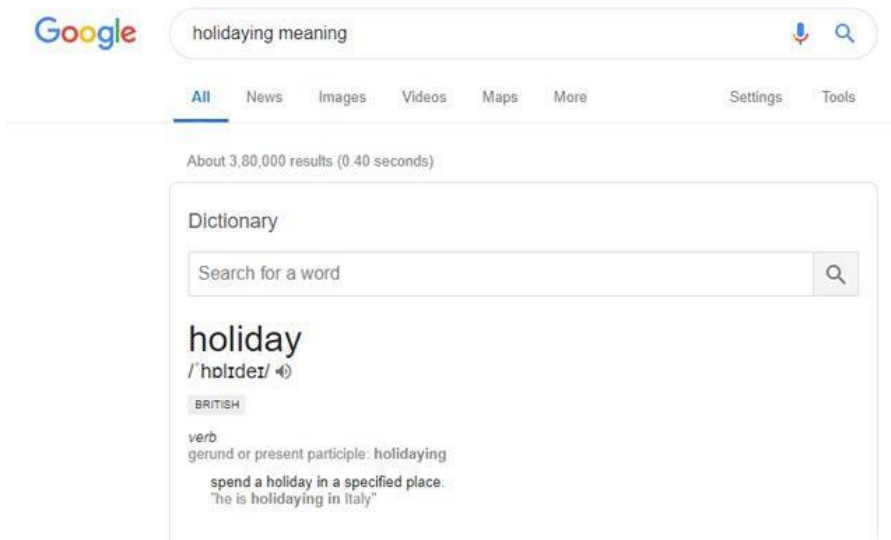 Google holidaying meaning
All News Images Videos Maps More Settings Tools
About 3,80,000 results (0.40 seconds)
Dictionary
Search for a word
holiday
/ˈhɒlɪdeɪ/
BRITISH
verb
gerund or present participle: holidaying
spend a holiday in a specified place.
"he is holidaying in Italy"